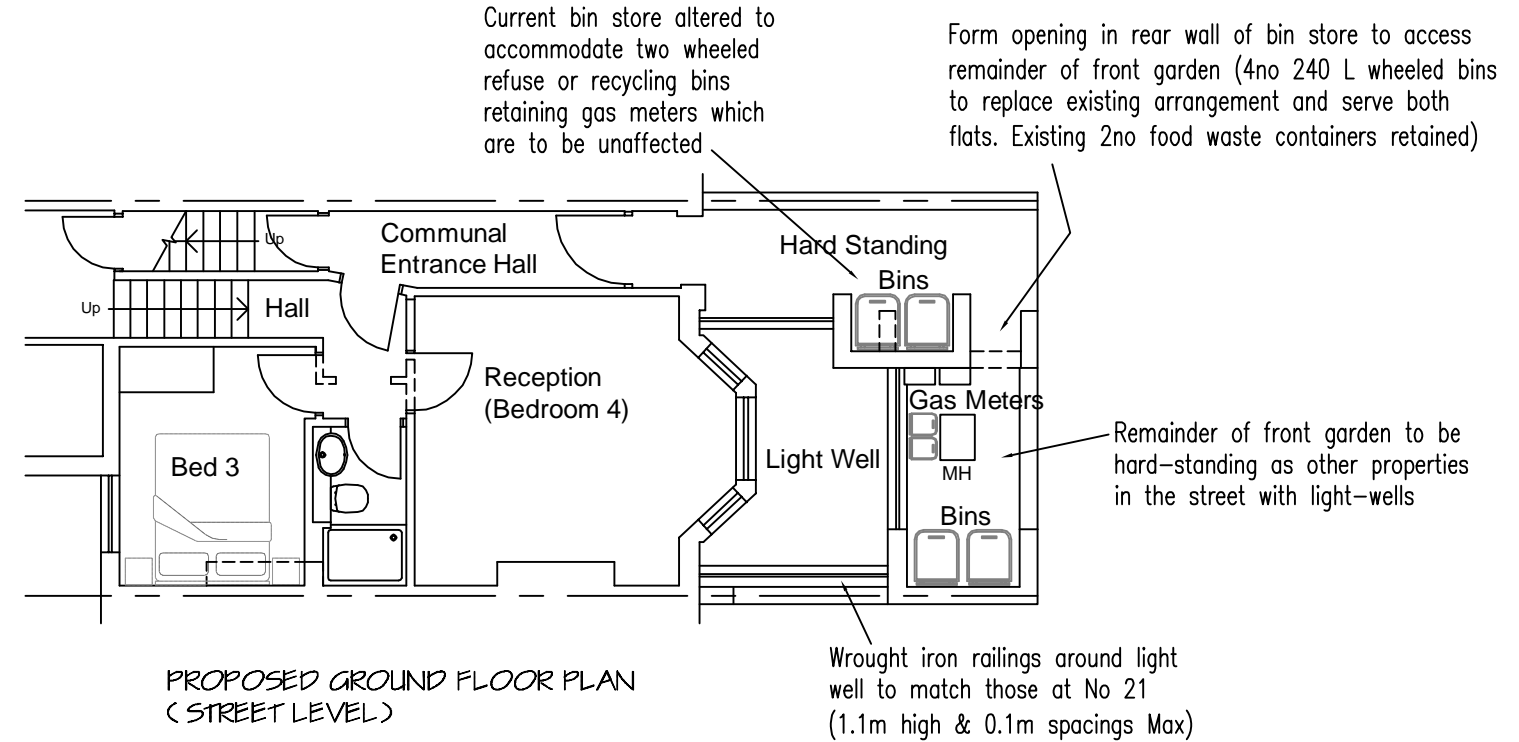 Current bin store altered to
accommodate two wheeled
refuse or recycling bins
retaining gas meters which
are to be unaffected
Form opening in rear wall of bin store to access
remainder of front garden (4no 240 L wheeled bins
to replace existing arrangement and serve both
flats. Existing 2no food waste containers retained)
Up
Communal
Entrance Hall
Hard Standing
Bins
Up
Hall
Reception
(Bedroom 4)
Gas Meters
Bed 3
Light Well
MH
Bins
Remainder of front garden to be
hard-standing as other properties
in the street with light-wells
Wrought iron railings around light
well to match those at No 21
(1.1m high & 0.1m spacings Max)
PROPOSED GROUND FLOOR PLAN
( STREET LEVEL)